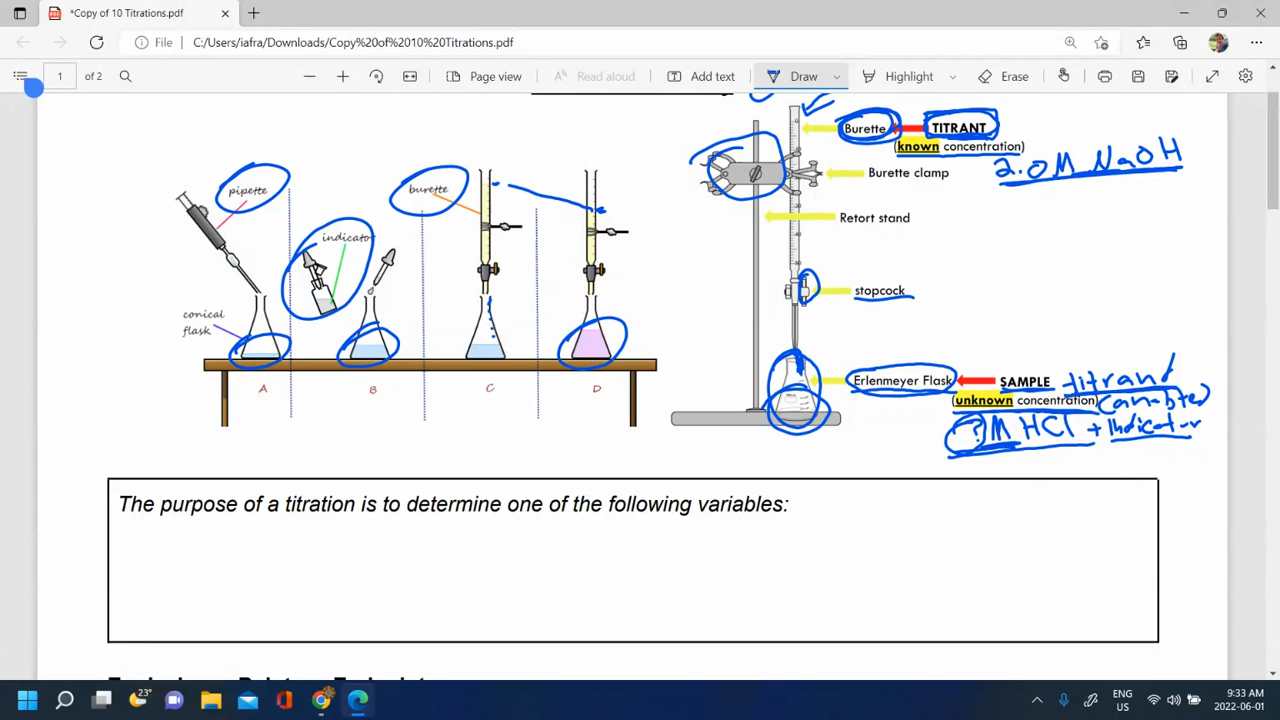 *Copy of 10 Titrations.pdf
File C:/Users/iafra/Downloads/Copy%20of%2010%20Titrations.pdf
1 of 2
Page view
Read aloud
Add text
Draw
Highlight
Erase
Burette TITRANT
(known concentration)
2.0M NaOH
Burette clamp
Retort stand
stopcock
Erlenmeyer Flask SAMPLE titrand
(unknown concentration)
? M HCl + Indicator
pipette
indicator
burette
conical
flask
A B C D
The purpose of a titration is to determine one of the following variables:
23°
ENG
US
9:33 AM
2022-06-01